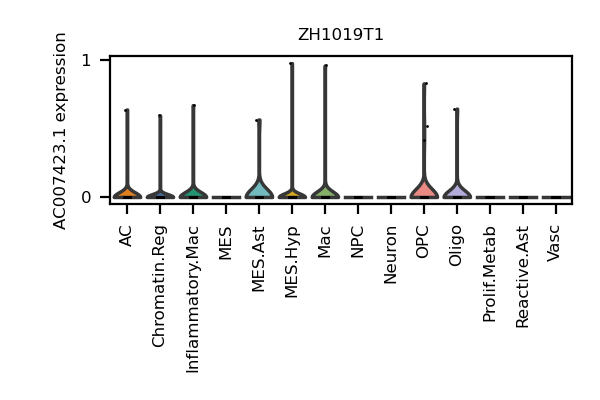 ZH1019T1
AC007423.1 expression
1
0
AC
Chromatin.Reg
Inflammatory.Mac
MES
MES.Ast
MES.Hyp
Mac
NPC
Neuron
OPC
Oligo
Prolif.Metab
Reactive.Ast
Vasc